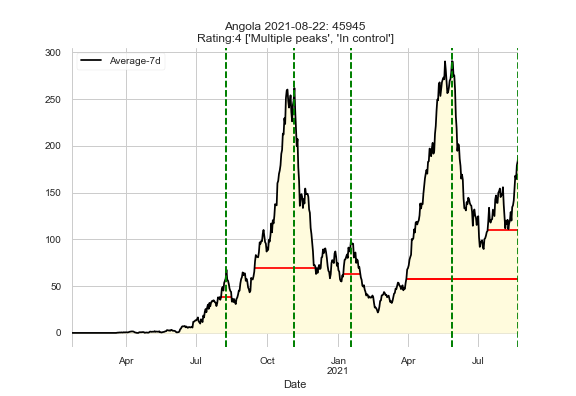 Angola 2021-08-22: 45945
Rating:4 ['Multiple peaks', 'In control']
300
Average-7d
250
200
150
100
50
0
Apr
Jul
Oct
Jan
2021
Apr
Jul
Date